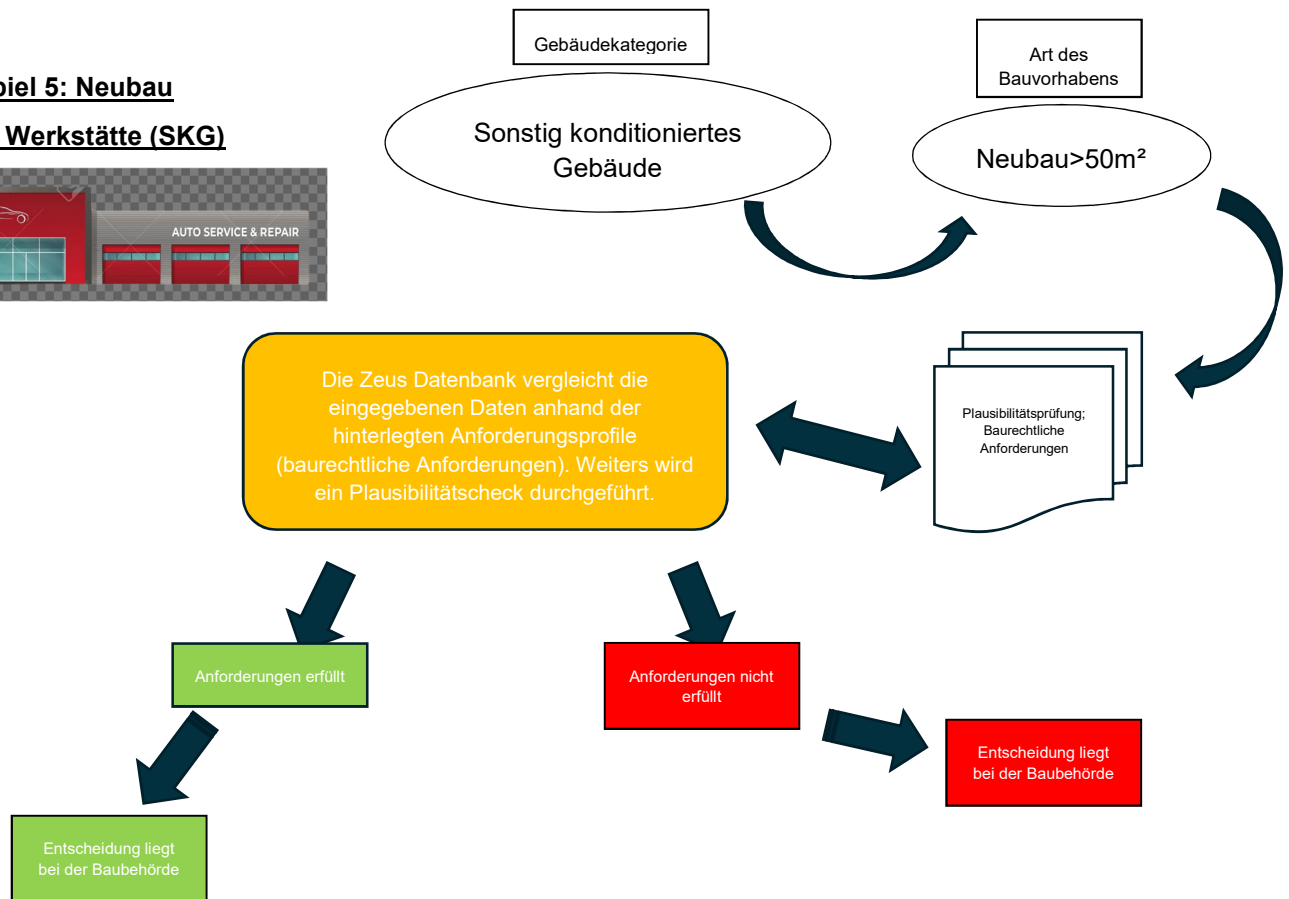 Gebäudekategorie
Art des
Bauvorhabens
piel 5: Neubau
Werkstätte (SKG)
Sonstig konditioniertes
Gebäude
Neubau>50m²
AUTO SERVICE & REPAIR
Die Zeus Datenbank vergleicht die
eingegebenen Daten anhand der
hinterlegten Anforderungsprofile
(baurechtliche Anforderungen). Weiters wird
ein Plausibilitätscheck durchgeführt.
Plausibilitätsprüfung;
Baurechtliche
Anforderungen
Anforderungen erfüllt
Anforderungen nicht
erfüllt
Entscheidung liegt
bei der Baubehörde
Entscheidung liegt
bei der Baubehörde